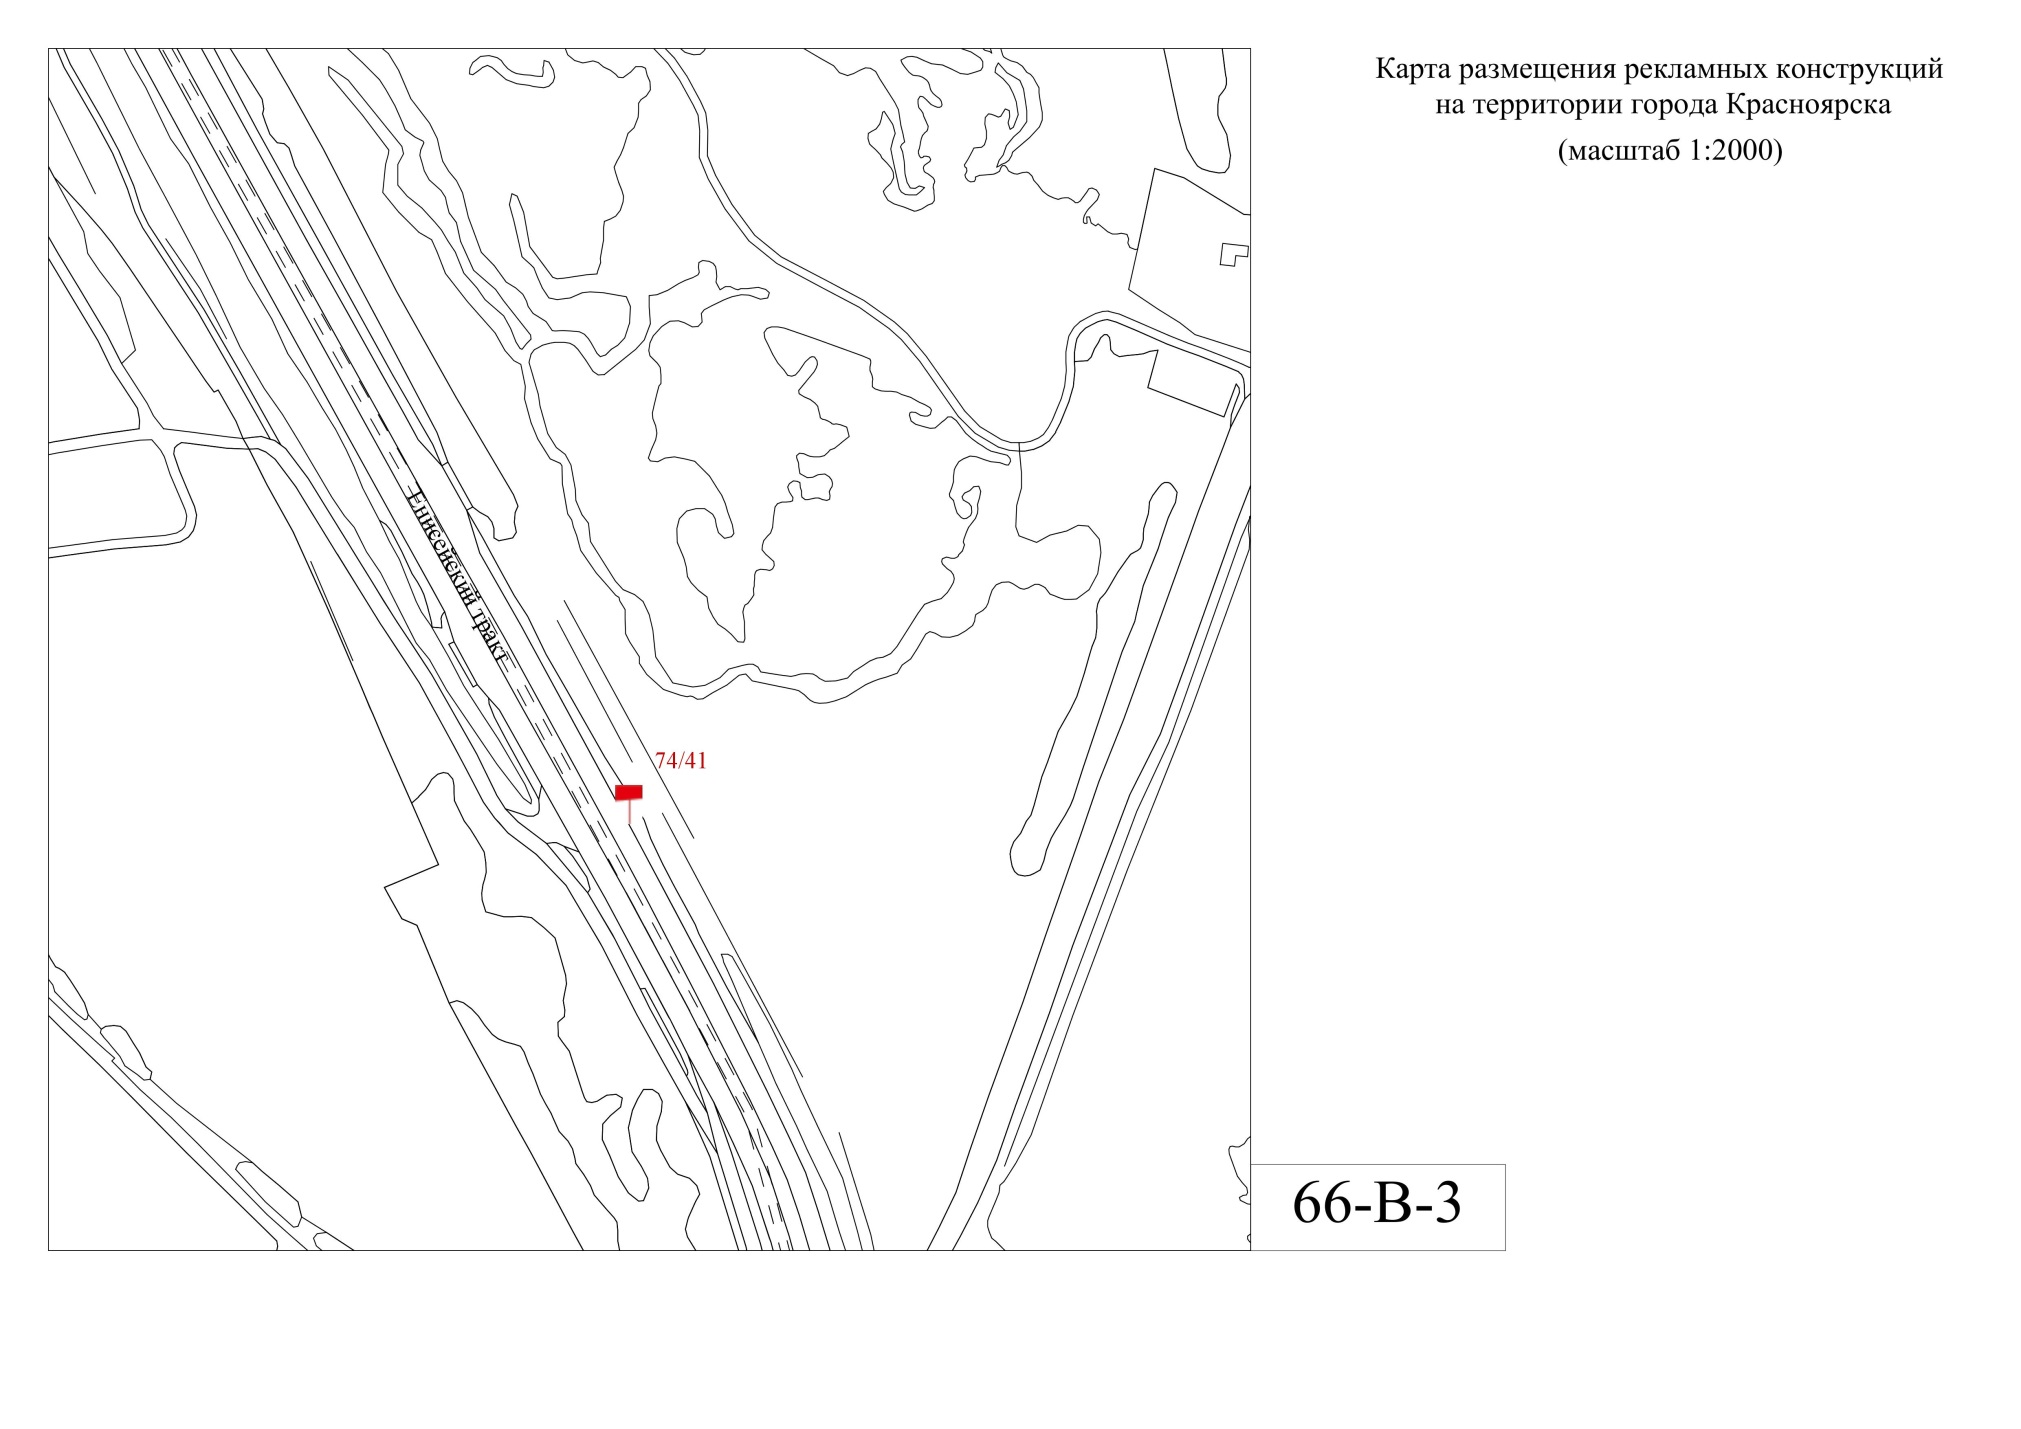 Карта размещения рекламных конструкций
на территории города Красноярска
(масштаб 1:2000)
Енисейский тракт
74/41
66-В-3